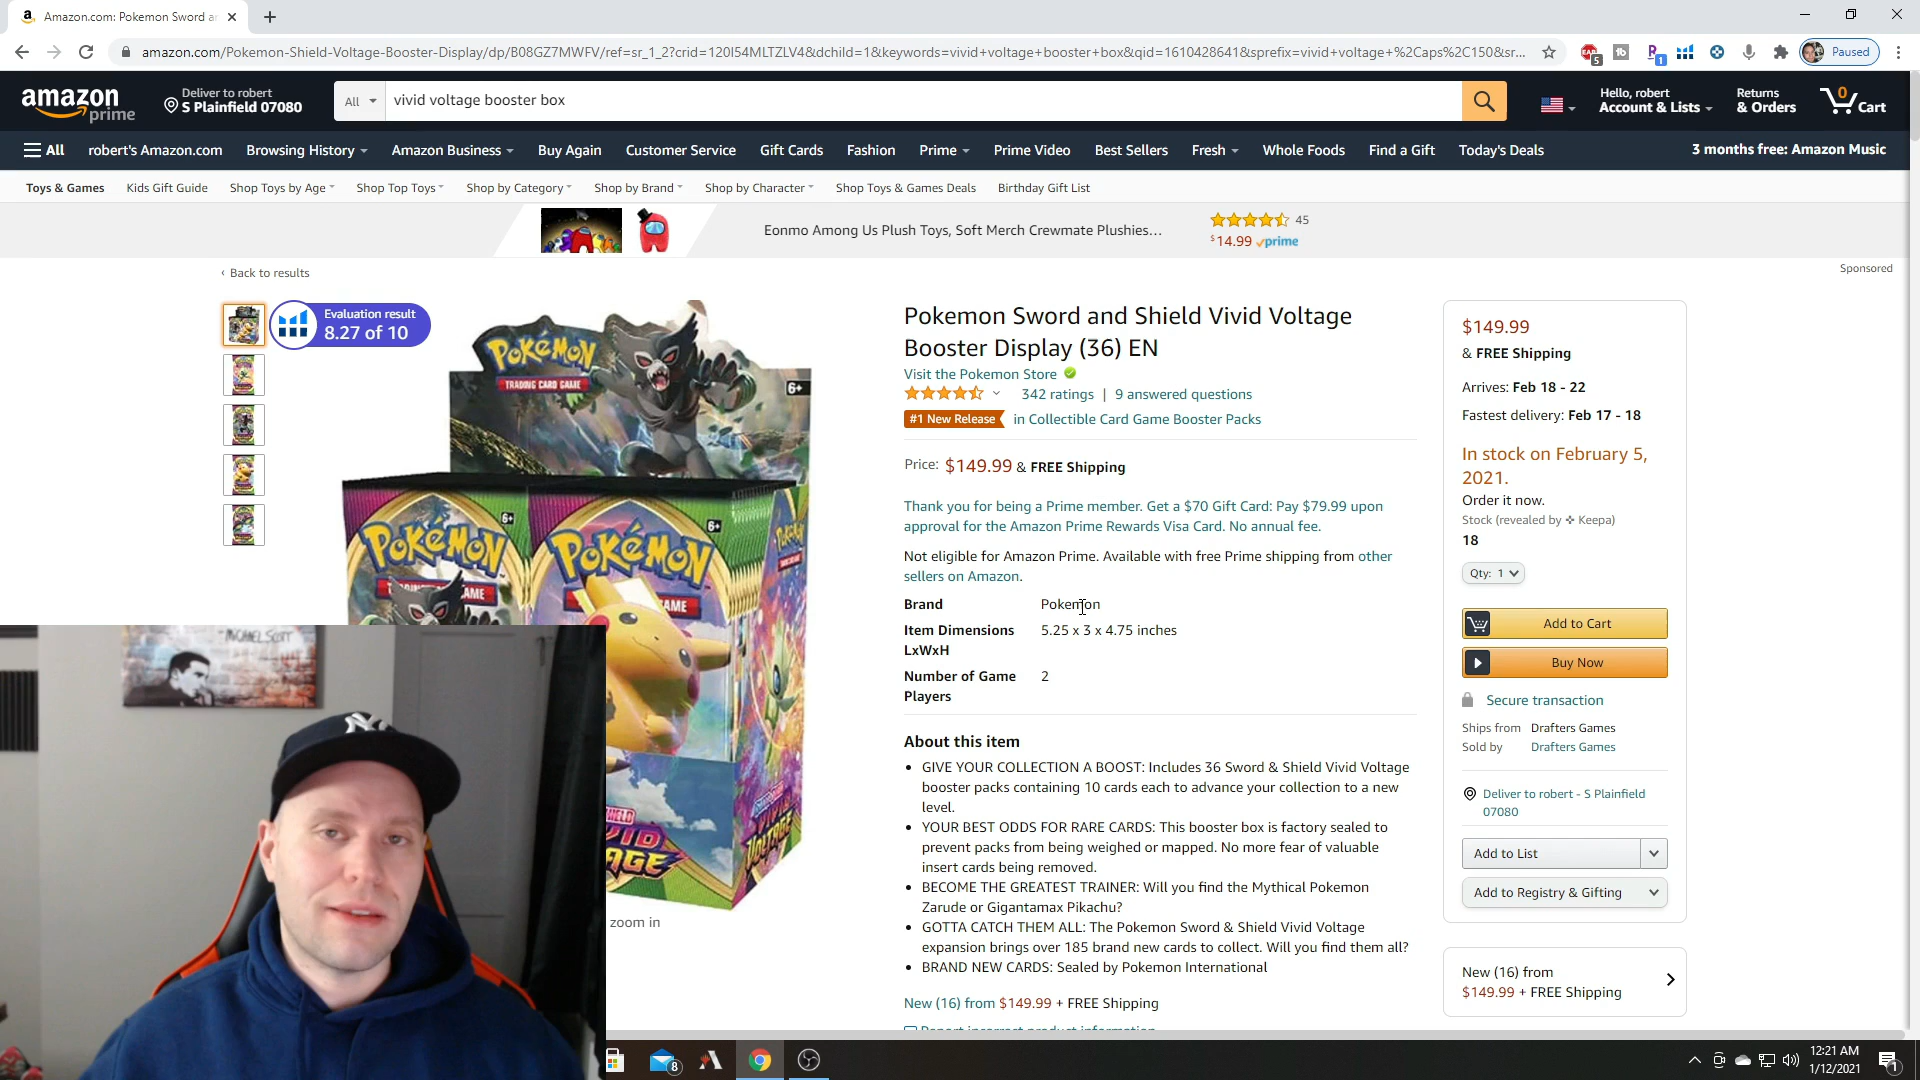 Amazon.com: Pokemon Sword ar
amazon.com/Pokemon-Shield-Voltage-Booster-Display/dp/B08GZ7MWFV/ref=sr_1_2?crid=120I54MLTZLV4&dchild=1&keywords=vivid+voltage+booster+box&qid=1610428641&sprefix=vivid+voltage+%2Caps%2C150&sr...
5
1
Paused
amazon
prime
Deliver to robert
S Plainfield 07080
All
vivid voltage booster box
Hello, robert
Account & Lists
Returns
& Orders
0
Cart
All
robert's Amazon.com
Browsing History
Amazon Business
Buy Again
Customer Service
Gift Cards
Fashion
Prime
Prime Video
Best Sellers
Fresh
Whole Foods
Find a Gift
Today's Deals
3 months free: Amazon Music
Toys & Games
Kids Gift Guide
Shop Toys by Age
Shop Top Toys
Shop by Category
Shop by Brand
Shop by Character
Shop Toys & Games Deals
Birthday Gift List
Eonmo Among Us Plush Toys, Soft Merch Crewmate Plushies...
45
$14.99 prime
‹ Back to results
Sponsored
Evaluation result
8.27 of 10
POKéMON
TRADING CARD GAME
6+
POKéMON
6+
POKéMON
6+
zoom in
Pokemon Sword and Shield Vivid Voltage
Booster Display (36) EN
Visit the Pokemon Store
342 ratings | 9 answered questions
#1 New Release in Collectible Card Game Booster Packs
Price: $149.99 & FREE Shipping
Thank you for being a Prime member. Get a $70 Gift Card: Pay $79.99 upon
approval for the Amazon Prime Rewards Visa Card. No annual fee.
Not eligible for Amazon Prime. Available with free Prime shipping from other
sellers on Amazon.
Brand Pokemon
Item Dimensions 5.25 x 3 x 4.75 inches
LxWxH
Number of Game 2
Players
About this item
• GIVE YOUR COLLECTION A BOOST: Includes 36 Sword & Shield Vivid Voltage
booster packs containing 10 cards each to advance your collection to a new
level.
• YOUR BEST ODDS FOR RARE CARDS: This booster box is factory sealed to
prevent packs from being weighed or mapped. No more fear of valuable
insert cards being removed.
• BECOME THE GREATEST TRAINER: Will you find the Mythical Pokemon
Zarude or Gigantamax Pikachu?
• GOTTA CATCH THEM ALL: The Pokemon Sword & Shield Vivid Voltage
expansion brings over 185 brand new cards to collect. Will you find them all?
• BRAND NEW CARDS: Sealed by Pokemon International
New (16) from $149.99 + FREE Shipping
Report incorrect product information
$149.99
& FREE Shipping
Arrives: Feb 18 - 22
Fastest delivery: Feb 17 - 18
In stock on February 5,
2021.
Order it now.
Stock (revealed by Keepa)
18
Qty: 1
Add to Cart
Buy Now
Secure transaction
Ships from Drafters Games
Sold by Drafters Games
Deliver to robert - S Plainfield
07080
Add to List
Add to Registry & Gifting
New (16) from
$149.99 + FREE Shipping
8
12:21 AM
1/12/2021
1